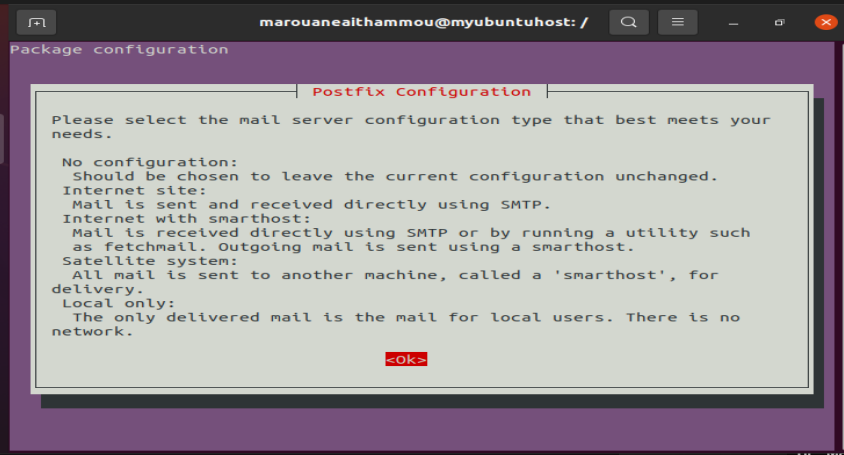 marouaneaithammou@myubuntuhost: /
Package configuration
Postfix Configuration
Please select the mail server configuration type that best meets your
needs.
No configuration:
Should be chosen to leave the current configuration unchanged.
Internet site:
Mail is sent and received directly using SMTP.
Internet with smarthost:
Mail is received directly using SMTP or by running a utility such
as fetchmail. Outgoing mail is sent using a smarthost.
Satellite system:
All mail is sent to another machine, called a 'smarthost', for
delivery.
Local only:
The only delivered mail is the mail for local users. There is no
network.
<Ok>